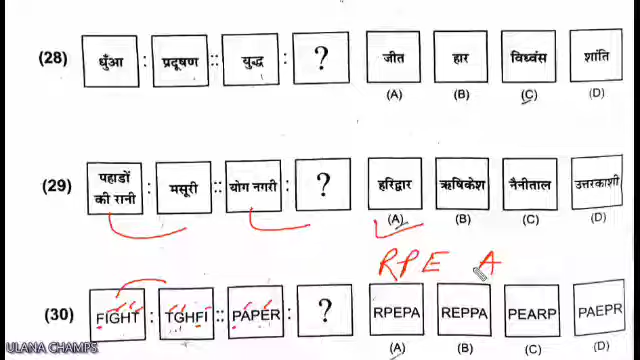 (28) धुँआ : प्रदूषण :: युद्ध : ? जीत हार विध्वंस शांति
(A) (B) (C) (D)
(29) पहाडों की रानी : मसूरी :: योग नगरी : ? हरिद्वार ऋषिकेश नैनीताल उत्तरकाशी
(A) (B) (C) (D)
RPE A
(30) FIGHT : TGHFI :: PAPER : ? RPEPA REPPA PEARP PAEPR
(A) (B) (C) (D)
ULANA CHAMPS